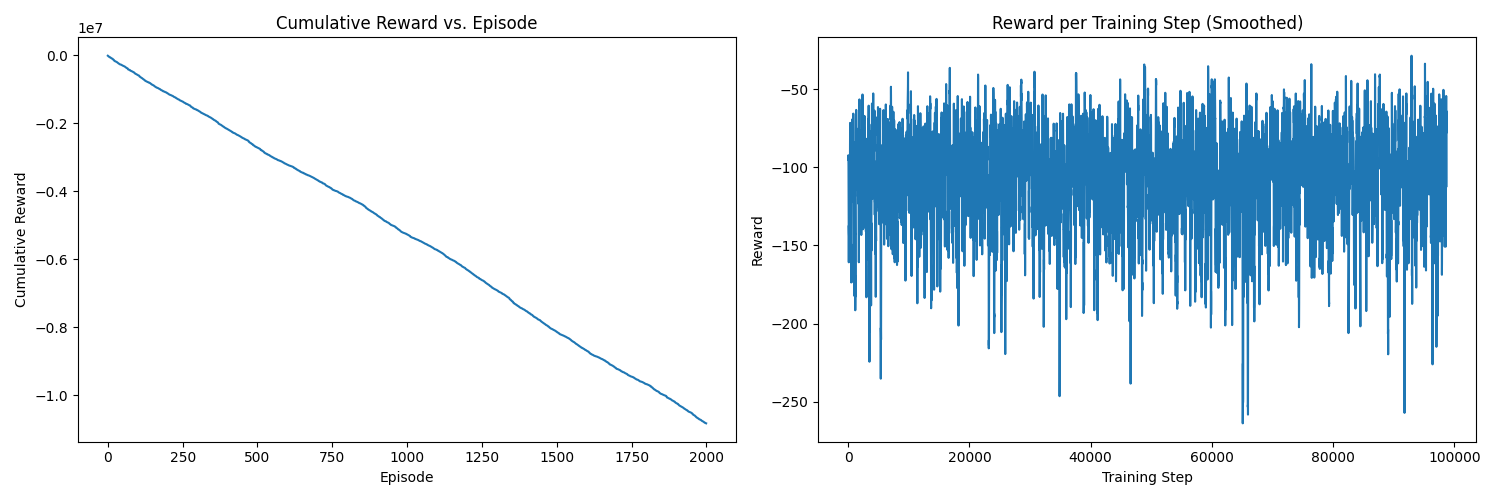 Cumulative Reward vs. Episode
1e7
0.0
−0.2
−0.4
−0.6
−0.8
−1.0
Cumulative Reward
0 250 500 750 1000 1250 1500 1750 2000
Episode
Reward per Training Step (Smoothed)
−50
−100
−150
−200
−250
Reward
0 20000 40000 60000 80000 100000
Training Step